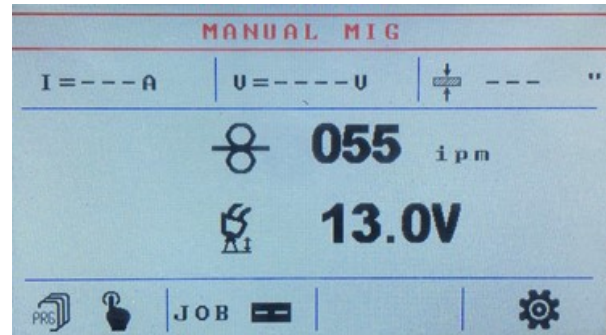 MANUAL MIG
I=---A V=----V --- "
055 ipm
13.0V
PRG JOB --